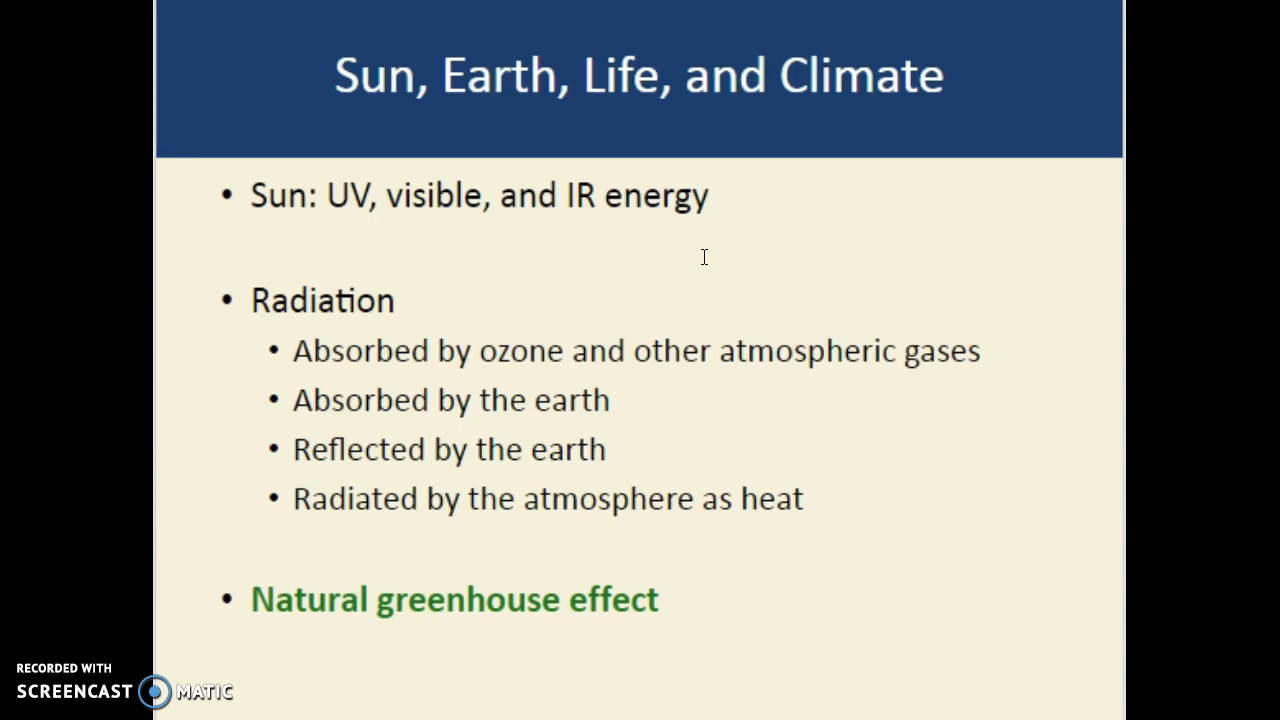 Sun, Earth, Life, and Climate
• Sun: UV, visible, and IR energy
• Radiation
• Absorbed by ozone and other atmospheric gases
• Absorbed by the earth
• Reflected by the earth
• Radiated by the atmosphere as heat
• Natural greenhouse effect
RECORDED WITH
SCREENCAST MATIC